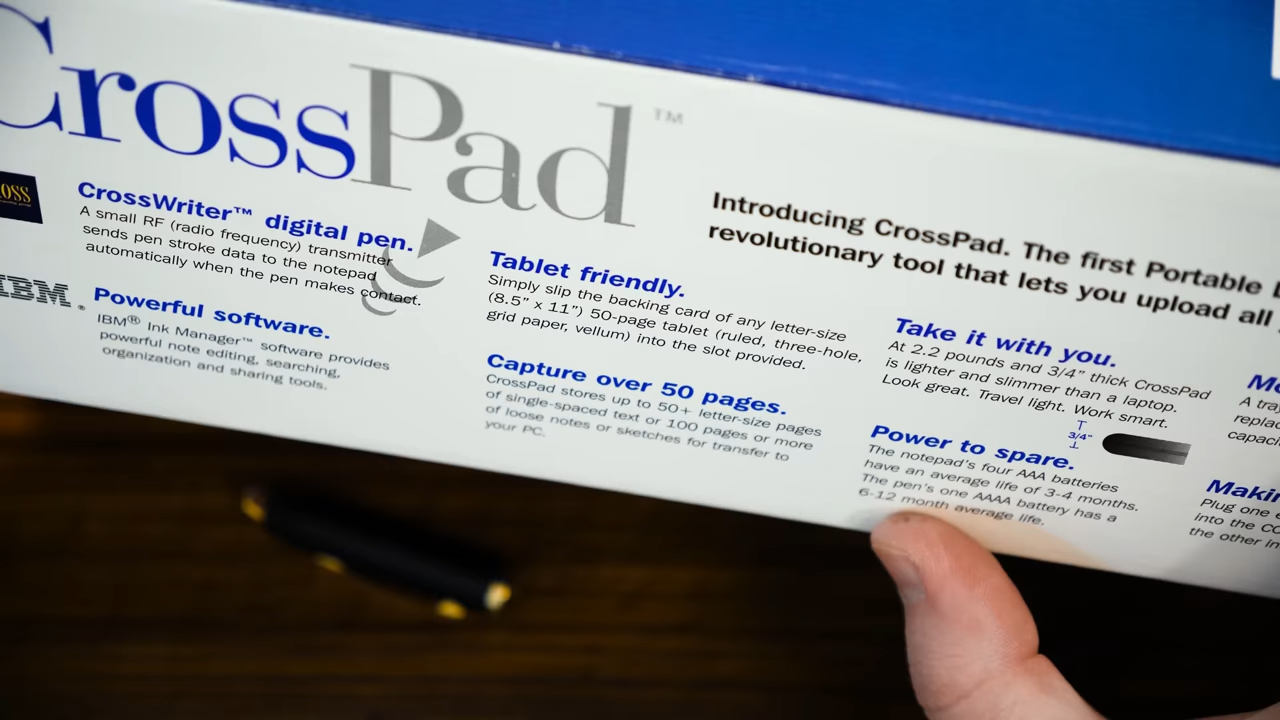 CrossPad™
Introducing CrossPad. The first Portable
revolutionary tool that lets you upload all
CrossWriter™ digital pen.
A small RF (radio frequency) transmitter
sends pen stroke data to the notepad
automatically when the pen makes contact.
IBM®
Powerful software.
IBM® Ink Manager™ software provides
powerful note editing, searching,
organization and sharing tools.
Tablet friendly.
Simply slip the backing card of any letter-size
(8.5” x 11”) 50-page tablet (ruled, three-hole,
grid paper, vellum) into the slot provided.
Capture over 50 pages.
CrossPad stores up to 50+ letter-size pages
of single-spaced text or 100 pages or more
of loose notes or sketches for transfer to
your PC.
Take it with you.
At 2.2 pounds and 3/4” thick CrossPad
is lighter and slimmer than a laptop.
Look great. Travel light. Work smart.
3/4”
Power to spare.
The notepad’s four AAA batteries
have an average life of 3-4 months.
The pen’s one AAAA battery has a
6-12 month average life.
A
Plug one
into the
the other in